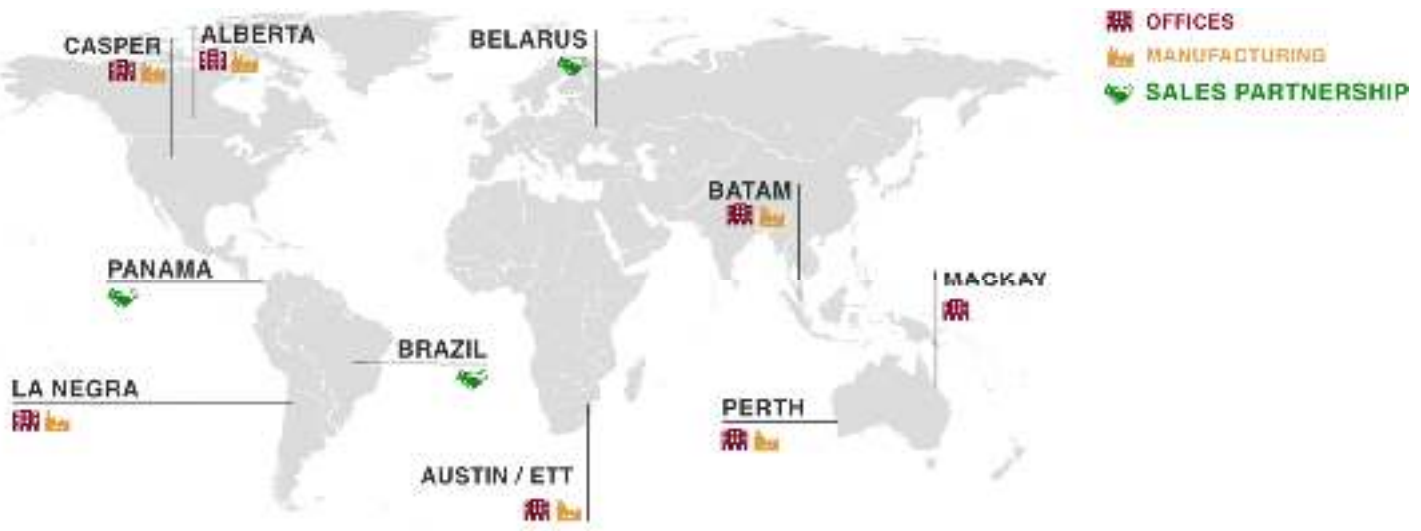 CASPER
ALBERTA
BELARUS
OFFICES
MANUFACTURING
SALES PARTNERSHIP
BATAM
PANAMA
MACKAY
BRAZIL
LA NEGRA
PERTH
AUSTIN / ETT